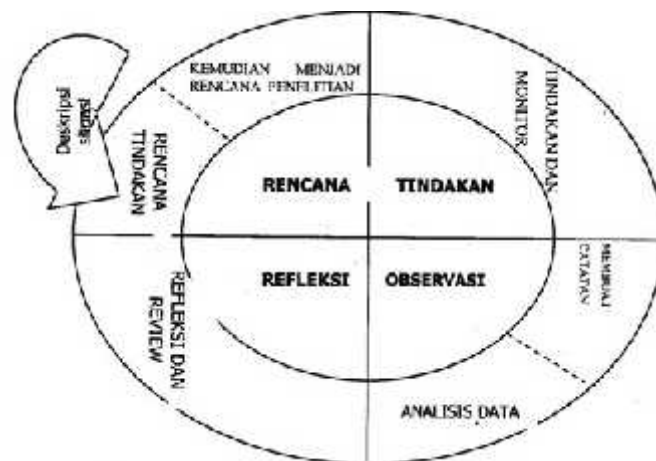 KEMUDIAN MENJADI
RENCANA PENELITIAN
TINDAKAN DAN
MONITOR
Deskripsi
situasi
RENCANA
TINDAKAN
RENCANA
TINDAKAN
REFLEKSI
OBSERVASI
MEMBUAT
CATATAN
REFLEKSI DAN
REVIEW
ANALISIS DATA